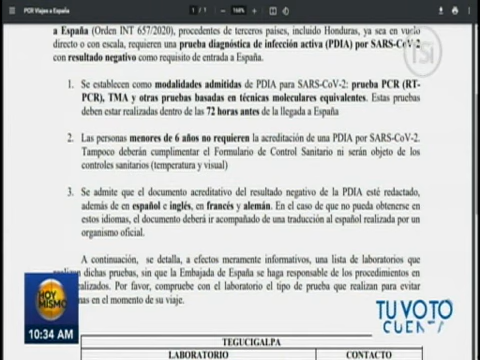 PCR Viajes a España
1 / 1
168%
a España (Orden INT 657/2020), procedentes de terceros países, incluido Honduras, ya sea en vuelo
directo o con escala, requieren una prueba diagnóstica de infección activa (PDIA) por SARS-CoV-2
con resultado negativo como requisito de entrada a España.
TSi
1. Se establecen como modalidades admitidas de PDIA para SARS-CoV-2: prueba PCR (RT-
PCR), TMA y otras pruebas basadas en técnicas moleculares equivalentes. Estas pruebas
deben estar realizadas dentro de las 72 horas antes de la llegada a España
2. Las personas menores de 6 años no requieren la acreditación de una PDIA por SARS-CoV-2.
Tampoco deberán cumplimentar el Formulario de Control Sanitario ni serán objeto de los
controles sanitarios (temperatura y visual)
3. Se admite que el documento acreditativo del resultado negativo de la PDIA esté redactado,
además de en español e inglés, en francés y alemán. En el caso de que no pueda obtenerse en
estos idiomas, el documento deberá ir acompañado de una traducción al español realizada por un
organismo oficial.
A continuación, se detalla, a efectos meramente informativos, una lista de laboratorios que
dichas pruebas, sin que la Embajada de España se haga responsable de los procedimientos en
Por favor, compruebe con el laboratorio el tipo de prueba que realizan para evitar
en el momento de su viaje.
HOY
MISMO
10:34 AM
TU VOTO
CUENTA
TEGUCIGALPA
LABORATORIO CONTACTO